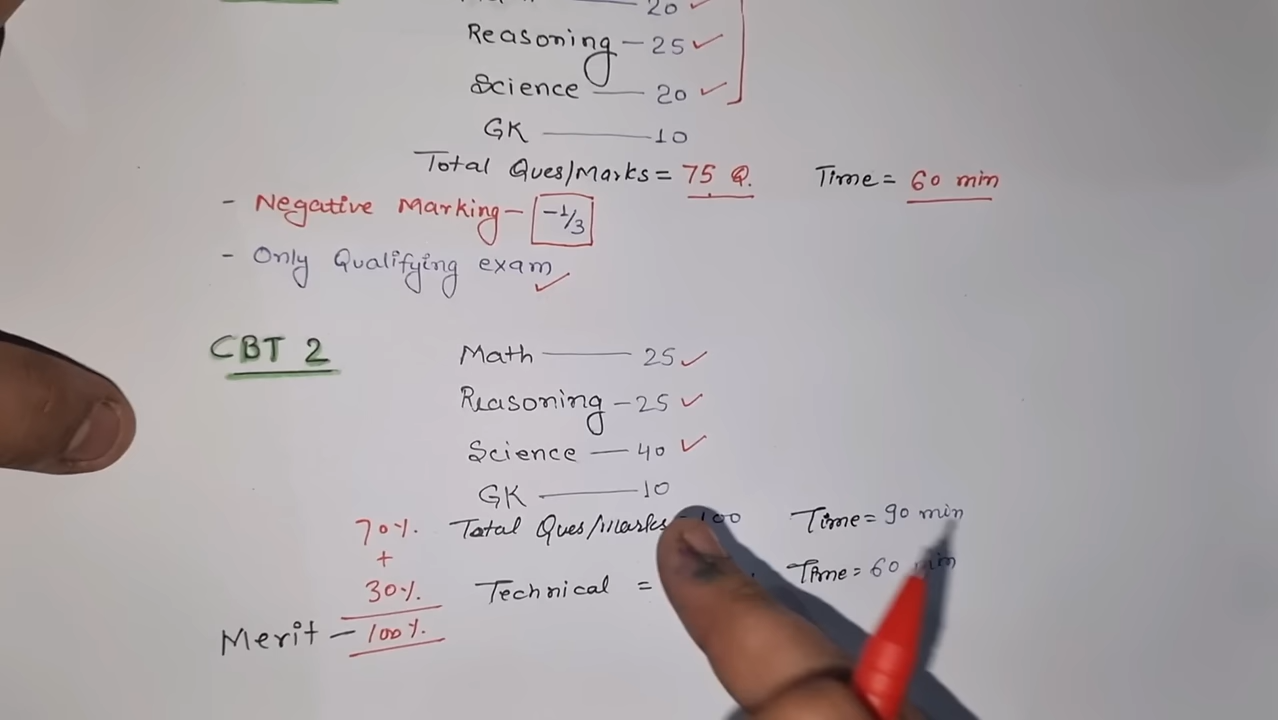 20
Reasoning - 25
Science - 20
GK - 10
Total Ques/Marks = 75 Q. Time = 60 min
- Negative Marking - -1/3
- Only Qualifying exam
CBT 2
Math - 25
Reasoning - 25
Science - 40
GK - 10
70% Total Ques/Marks - 100 Time = 90 min
+
30% Technical = Time = 60 min
Merit - 100%